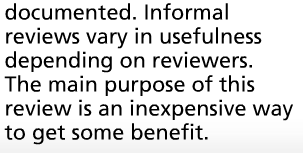 documented. Informal
reviews vary in usefulness
depending on reviewers.
The main purpose of this
review is an inexpensive way
to get some benefit.